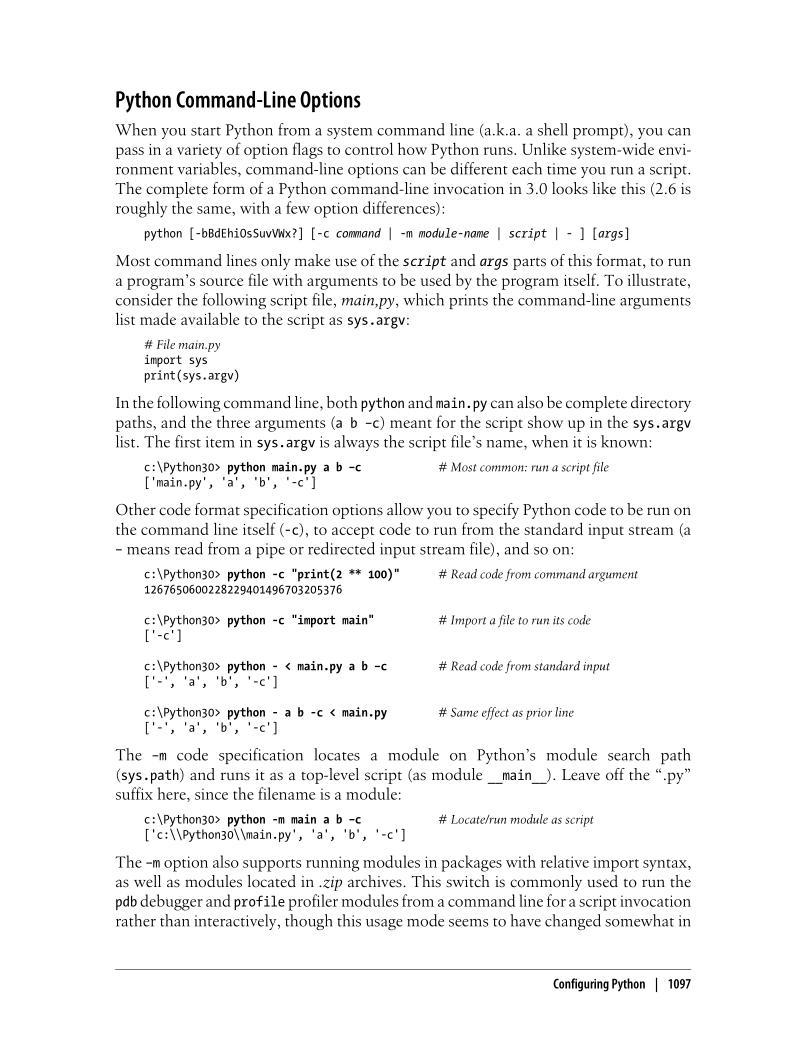 Python Command-Line Options
When you start Python from a system command line (a.k.a. a shell prompt), you can
pass in a variety of option flags to control how Python runs. Unlike system-wide envi-
ronment variables, command-line options can be different each time you run a script.
The complete form of a Python command-line invocation in 3.0 looks like this (2.6 is
roughly the same, with a few option differences):
python [-bBdEhiOsSuvVWx?] [-c command | -m module-name | script | - ] [args]
Most command lines only make use of the script and args parts of this format, to run
a program’s source file with arguments to be used by the program itself. To illustrate,
consider the following script file, main,py, which prints the command-line arguments
list made available to the script as sys.argv:
# File main.py
import sys
print(sys.argv)
In the following command line, both python and main.py can also be complete directory
paths, and the three arguments (a b –c) meant for the script show up in the sys.argv
list. The first item in sys.argv is always the script file’s name, when it is known:
c:\Python30> python main.py a b –c # Most common: run a script file
['main.py', 'a', 'b', '-c']
Other code format specification options allow you to specify Python code to be run on
the command line itself (-c), to accept code to run from the standard input stream (a
– means read from a pipe or redirected input stream file), and so on:
c:\Python30> python -c "print(2 ** 100)" # Read code from command argument
1267650600228229401496703205376
c:\Python30> python -c "import main" # Import a file to run its code
['-c']
c:\Python30> python - < main.py a b –c # Read code from standard input
['-', 'a', 'b', '-c']
c:\Python30> python - a b -c < main.py # Same effect as prior line
['-', 'a', 'b', '-c']
The –m code specification locates a module on Python’s module search path
(sys.path) and runs it as a top-level script (as module __main__). Leave off the “.py”
suffix here, since the filename is a module:
c:\Python30> python -m main a b –c # Locate/run module as script
['c:\\Python30\\main.py', 'a', 'b', '-c']
The –m option also supports running modules in packages with relative import syntax,
as well as modules located in .zip archives. This switch is commonly used to run the
pdb debugger and profile profiler modules from a command line for a script invocation
rather than interactively, though this usage mode seems to have changed somewhat in
Configuring Python | 1097